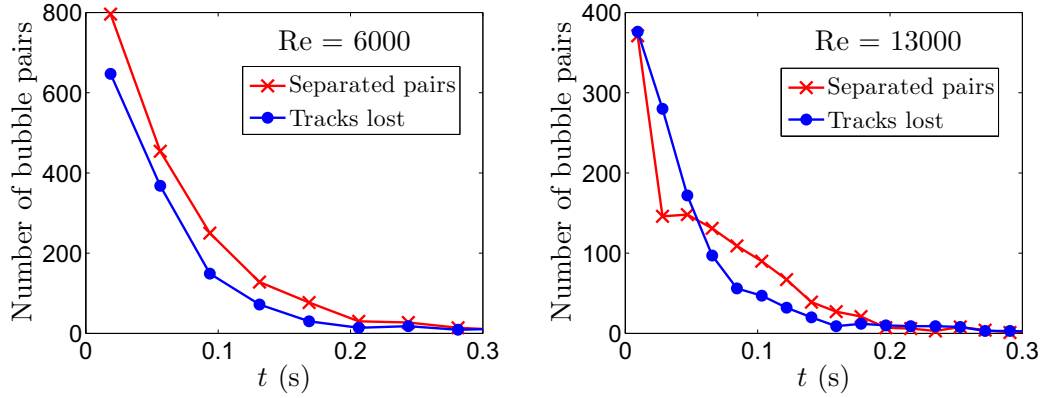 Number of bubble pairs
800
600
400
200
0
0
0.1
0.2
0.3
t (s)
Re = 6000
Separated pairs
Tracks lost
Number of bubble pairs
400
300
200
100
0
0
0.1
0.2
0.3
t (s)
Re = 13000
Separated pairs
Tracks lost